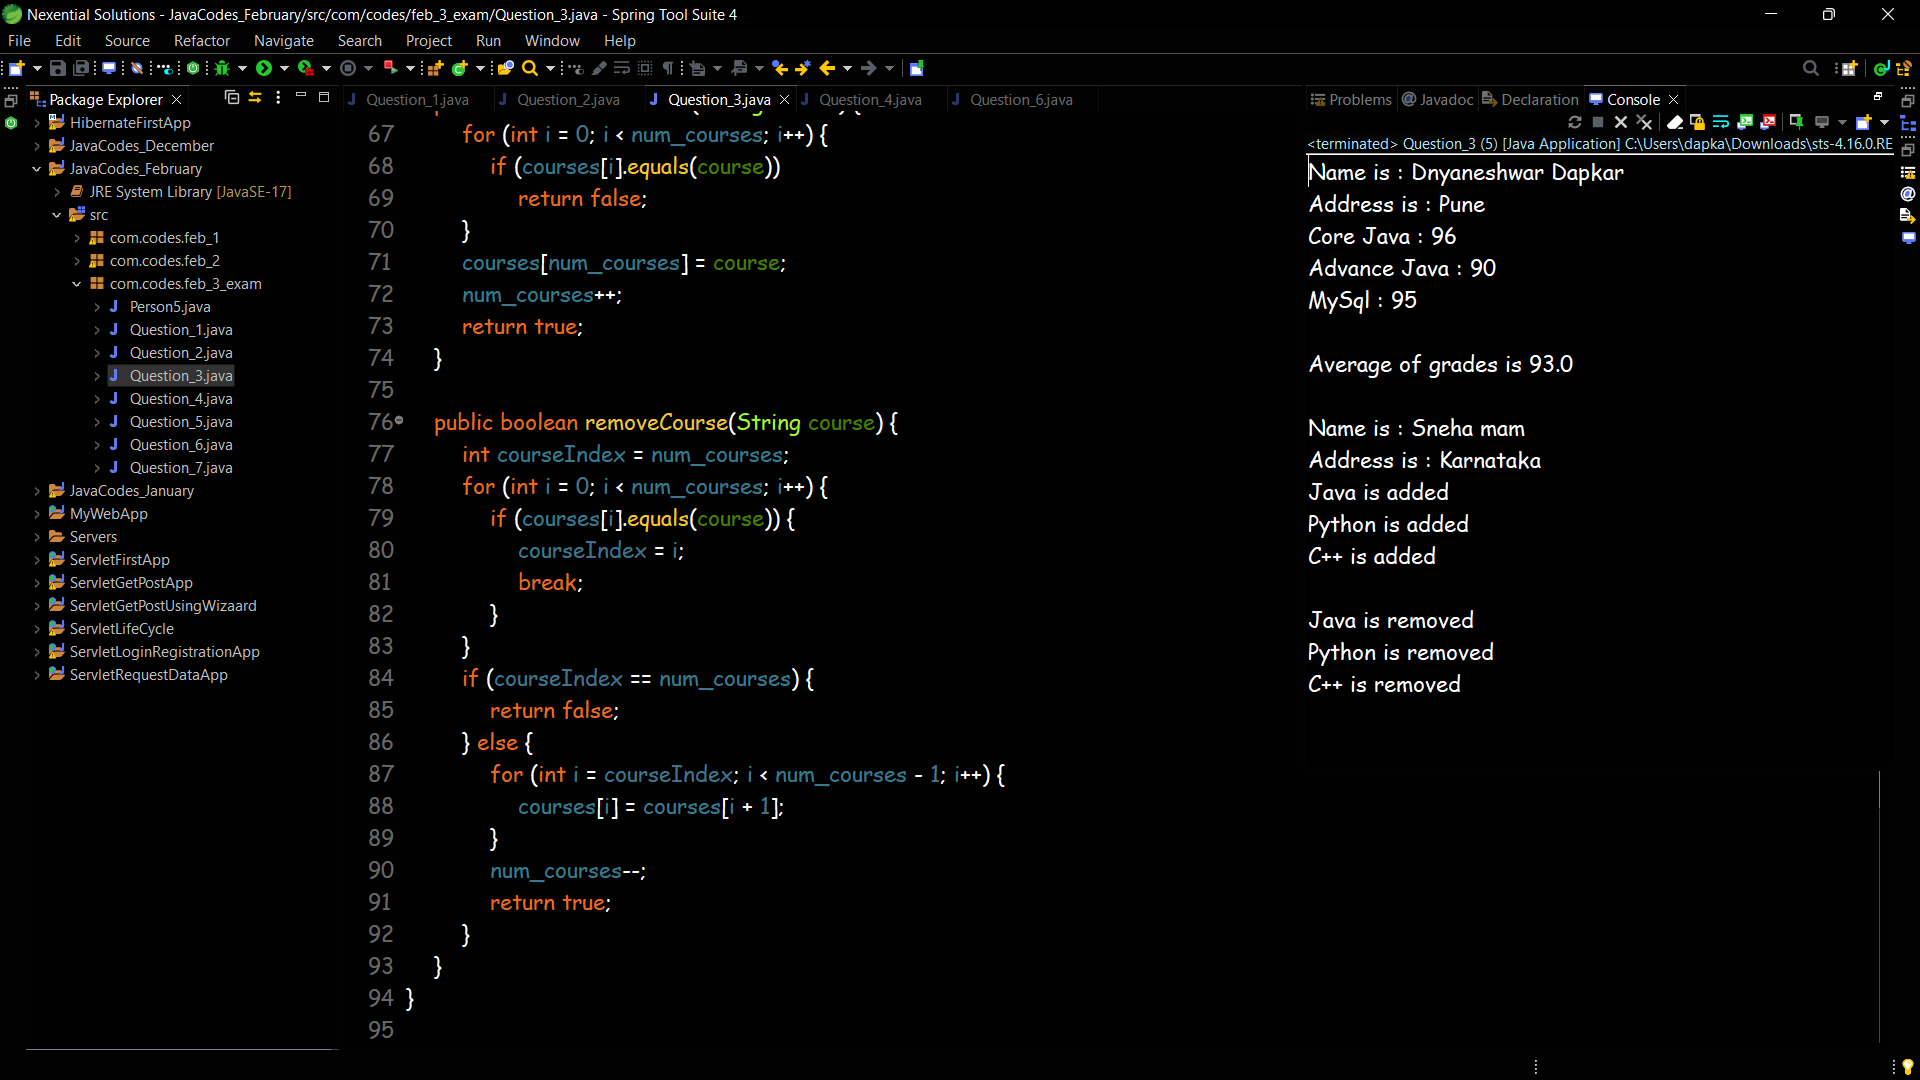 Nexential Solutions - JavaCodes_February/src/com/codes/feb_3_exam/Question_3.java - Spring Tool Suite 4
File Edit Source Refactor Navigate Search Project Run Window Help
Package Explorer
HibernateFirstApp
JavaCodes_December
JavaCodes_February
JRE System Library [JavaSE-17]
src
com.codes.feb_1
com.codes.feb_2
com.codes.feb_3_exam
Person5.java
Question_1.java
Question_2.java
Question_3.java
Question_4.java
Question_5.java
Question_6.java
Question_7.java
JavaCodes_January
MyWebApp
Servers
ServletFirstApp
ServletGetPostApp
ServletGetPostUsingWizaard
ServletLifeCycle
ServletLoginRegistrationApp
ServletRequestDataApp
Question_1.java Question_2.java Question_3.java Question_4.java Question_6.java
67 for (int i = 0; i < num_courses; i++) {
68 if (courses[i].equals(course))
69 return false;
70 }
71 courses[num_courses] = course;
72 num_courses++;
73 return true;
74 }
75
76 public boolean removeCourse(String course) {
77 int courseIndex = num_courses;
78 for (int i = 0; i < num_courses; i++) {
79 if (courses[i].equals(course)) {
80 courseIndex = i;
81 break;
82 }
83 }
84 if (courseIndex == num_courses) {
85 return false;
86 } else {
87 for (int i = courseIndex; i < num_courses - 1; i++) {
88 courses[i] = courses[i + 1];
89 }
90 num_courses--;
91 return true;
92 }
93 }
94 }
95
Problems Javadoc Declaration Console
<terminated> Question_3 (5) [Java Application] C:\Users\dapka\Downloads\sts-4.16.0.RE
Name is : Dnyaneshwar Dapkar
Address is : Pune
Core Java : 96
Advance Java : 90
MySql : 95
Average of grades is 93.0
Name is : Sneha mam
Address is : Karnataka
Java is added
Python is added
C++ is added
Java is removed
Python is removed
C++ is removed